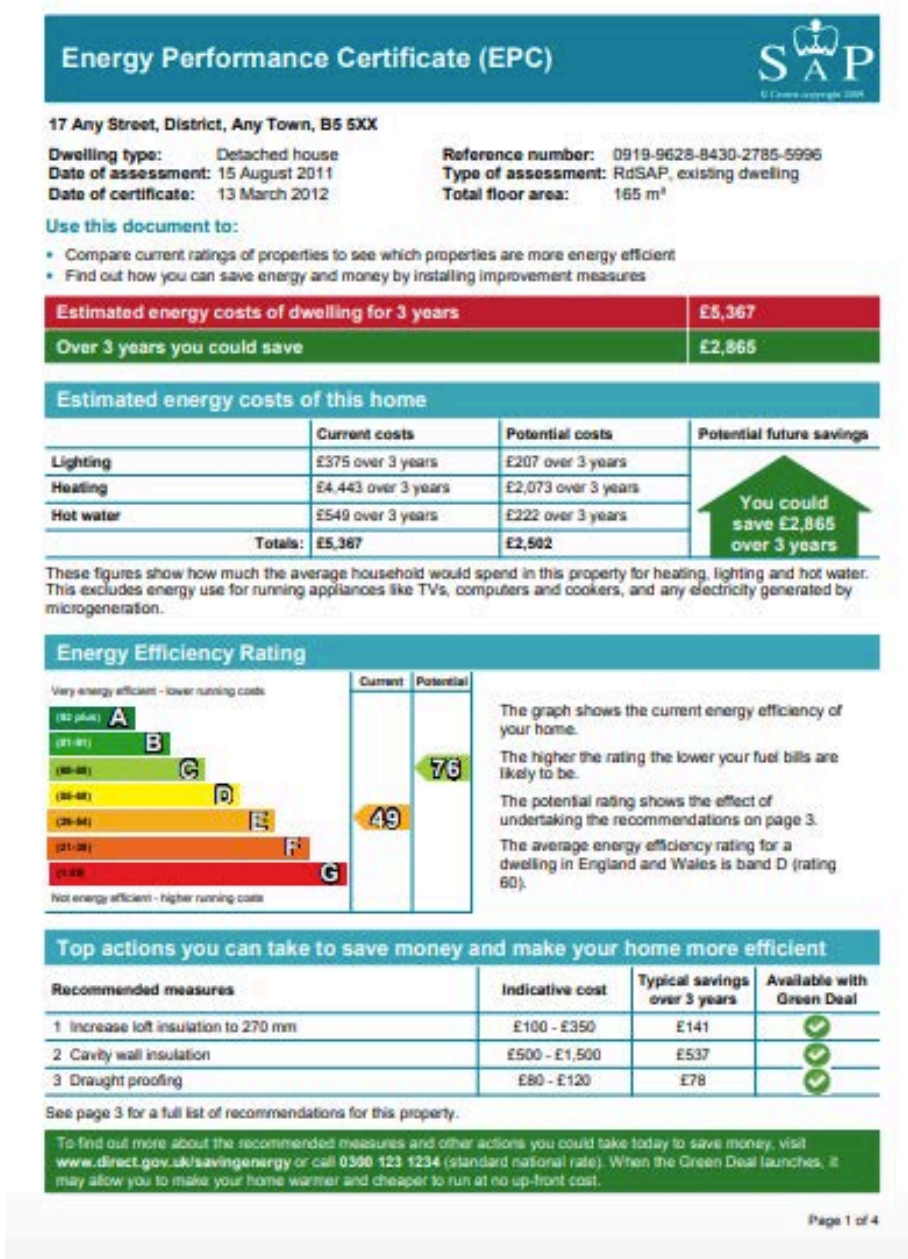 Energy Performance Certificate (EPC)
SAP
© Crown copyright 2009
17 Any Street, District, Any Town, B5 5XX
Dwelling type: Detached house
Reference number: 0919-9628-8430-2785-5996
Date of assessment: 15 August 2011
Type of assessment: RdSAP, existing dwelling
Date of certificate: 13 March 2012
Total floor area: 165 m²
Use this document to:
• Compare current ratings of properties to see which properties are more energy efficient
• Find out how you can save energy and money by installing improvement measures
Estimated energy costs of dwelling for 3 years £5,367
Over 3 years you could save £2,865
Estimated energy costs of this home
Current costs Potential costs Potential future savings
Lighting £375 over 3 years £207 over 3 years
Heating £4,443 over 3 years £2,073 over 3 years
Hot water £549 over 3 years £222 over 3 years
Totals: £5,367 £2,502
You could
save £2,865
over 3 years
These figures show how much the average household would spend in this property for heating, lighting and hot water.
This excludes energy use for running appliances like TVs, computers and cookers, and any electricity generated by
microgeneration.
Energy Efficiency Rating
Current Potential
Very energy efficient - lower running costs
(92 plus) A
(81-91) B
C
D
E
F
G
76
49
Not energy efficient - higher running costs
The graph shows the current energy efficiency of
your home.
The higher the rating the lower your fuel bills are
likely to be.
The potential rating shows the effect of
undertaking the recommendations on page 3.
The average energy efficiency rating for a
dwelling in England and Wales is band D (rating
60).
Top actions you can take to save money and make your home more efficient
Recommended measures Indicative cost Typical savings over 3 years Available with Green Deal
1 Increase loft insulation to 270 mm £100 - £350 £141
2 Cavity wall insulation £500 - £1,500 £537
3 Draught proofing £80 - £120 £78
See page 3 for a full list of recommendations for this property.
To find out more about the recommended measures and other actions you could take today to save money, visit
www.direct.gov.uk/savingenergy or call 0300 123 1234 (standard national rate). When the Green Deal launches, it
may allow you to make your home warmer and cheaper to run at no up-front cost.
Page 1 of 4